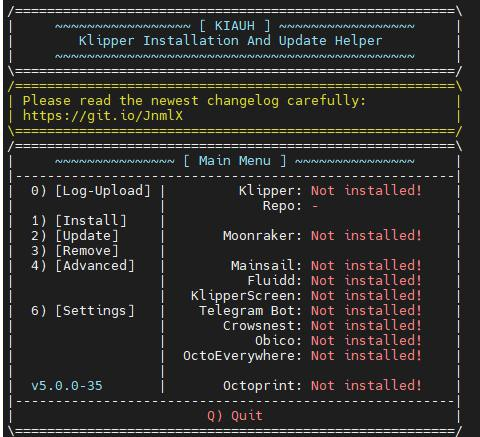 /=======================================================\
|     ~~~~~~~~~~~~~~~~~ [ KIAUH ] ~~~~~~~~~~~~~~~~~     |
|        Klipper Installation And Update Helper         |
|     ~~~~~~~~~~~~~~~~~~~~~~~~~~~~~~~~~~~~~~~~~~~~~     |
\=======================================================/
/=======================================================\
| Please read the newest changelog carefully:           |
| https://git.io/JnmlX                                  |
\=======================================================/
/=======================================================\
|     ~~~~~~~~~~~~~~~ [ Main Menu ] ~~~~~~~~~~~~~~~     |
|-------------------------------------------------------|
|  0) [Log-Upload] |         Klipper: Not installed!    |
|                  |            Repo: -                 |
|  1) [Install]    |                                    |
|  2) [Update]     |       Moonraker: Not installed!    |
|  3) [Remove]     |                                    |
|  4) [Advanced]   |        Mainsail: Not installed!    |
|                  |          Fluidd: Not installed!    |
|                  |   KlipperScreen: Not installed!    |
|  6) [Settings]   |    Telegram Bot: Not installed!    |
|                  |       Crowsnest: Not installed!    |
|                  |           Obico: Not installed!    |
|                  |  OctoEverywhere: Not installed!    |
|                  |                                    |
|  v5.0.0-35       |       Octoprint: Not installed!    |
|-------------------------------------------------------|
|                        Q) Quit                        |
\=======================================================/